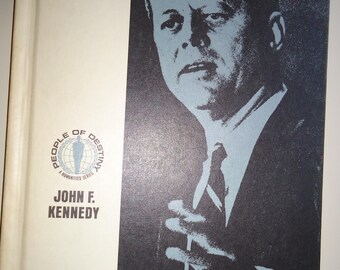 PEOPLE OF DESTINY
A HUMANITIES SERIES
JOHN F.
KENNEDY